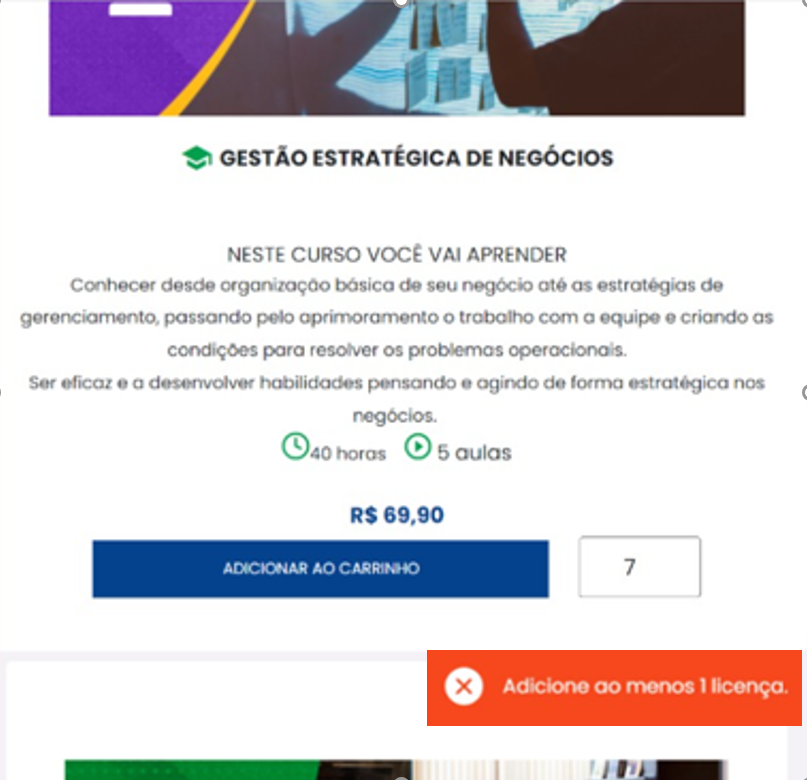 GESTÃO ESTRATÉGICA DE NEGÓCIOS
NESTE CURSO VOCÊ VAI APRENDER
Conhecer desde organização básica de seu negócio até as estratégias de
gerenciamento, passando pelo aprimoramento o trabalho com a equipe e criando as
condições para resolver os problemas operacionais.
Ser eficaz e a desenvolver habilidades pensando e agindo de forma estratégica nos
negócios.
40 horas 5 aulas
R$ 69,90
ADICIONAR AO CARRINHO 7
Adicione ao menos 1 licença.